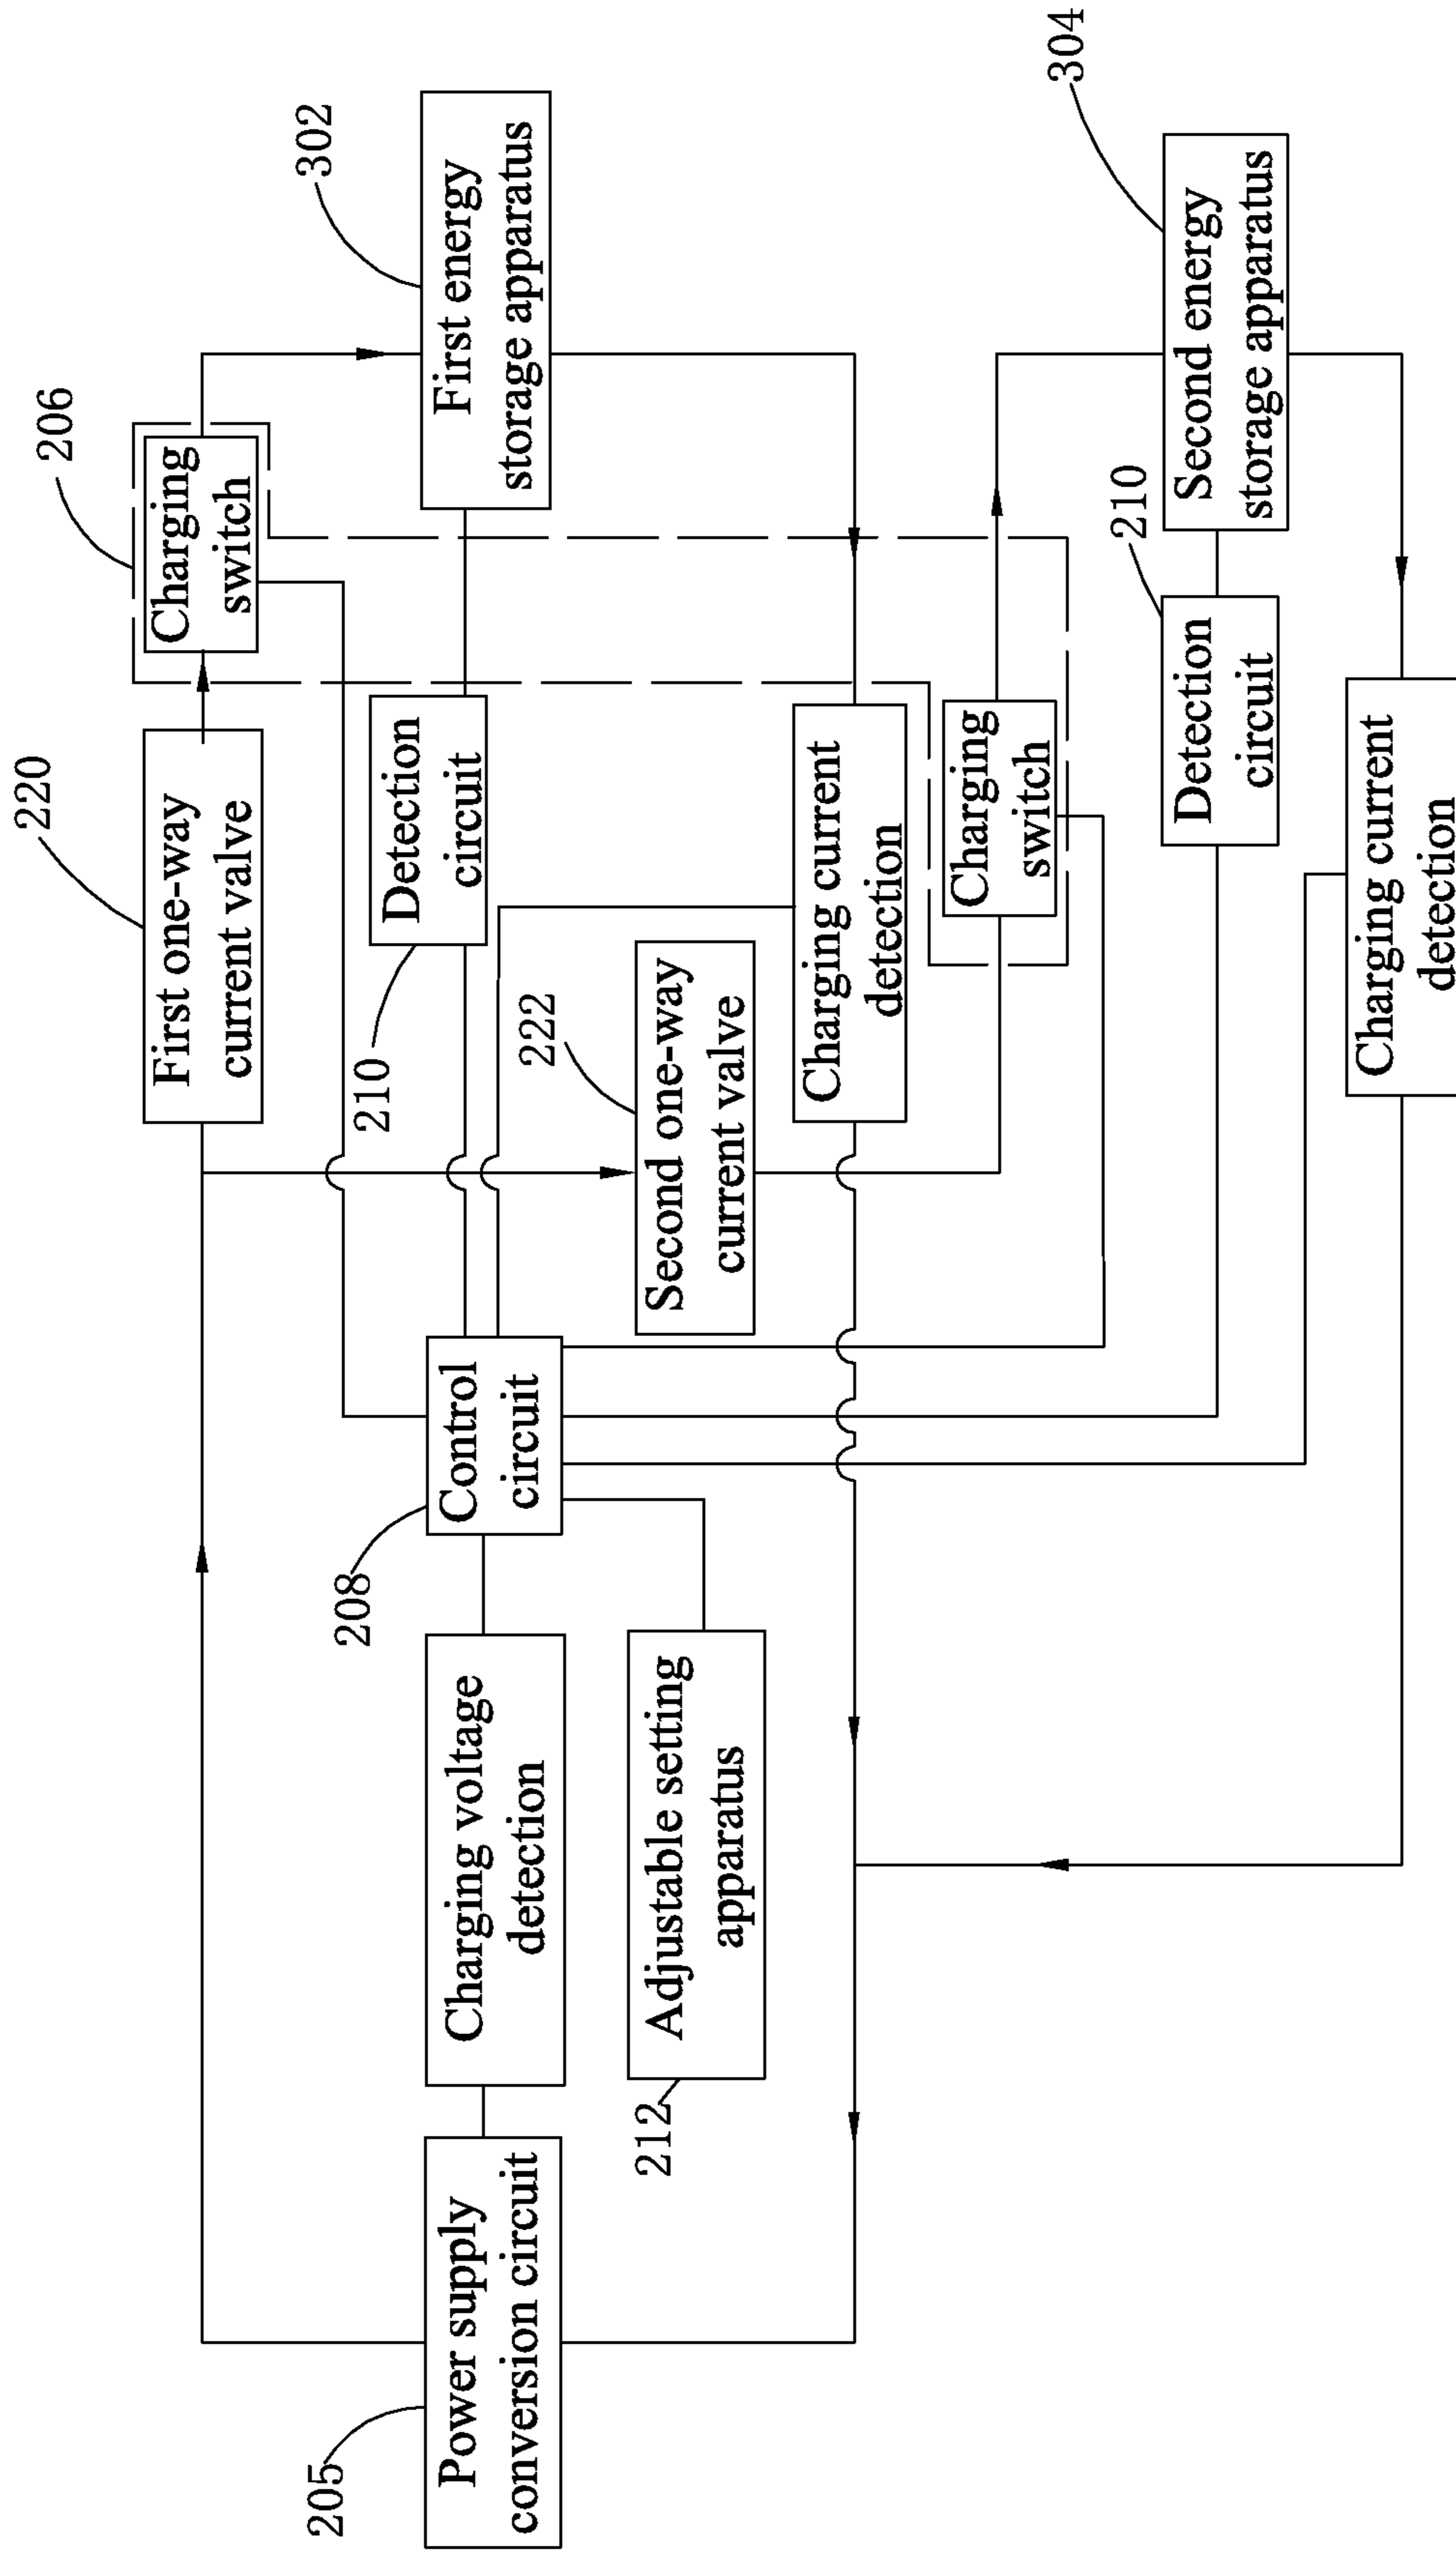 206
220
Charging
switch
First one-way
current valve
302
First energy
storage apparatus
Detection
circuit
210
208
Control
circuit
222
Second one-way
current valve
Charging voltage
detection
205
Power supply
conversion circuit
Adjustable setting
apparatus
212
Charging current
detection
Charging
switch
304
Second energy
storage apparatus
210
Detection
circuit
Charging current
detection